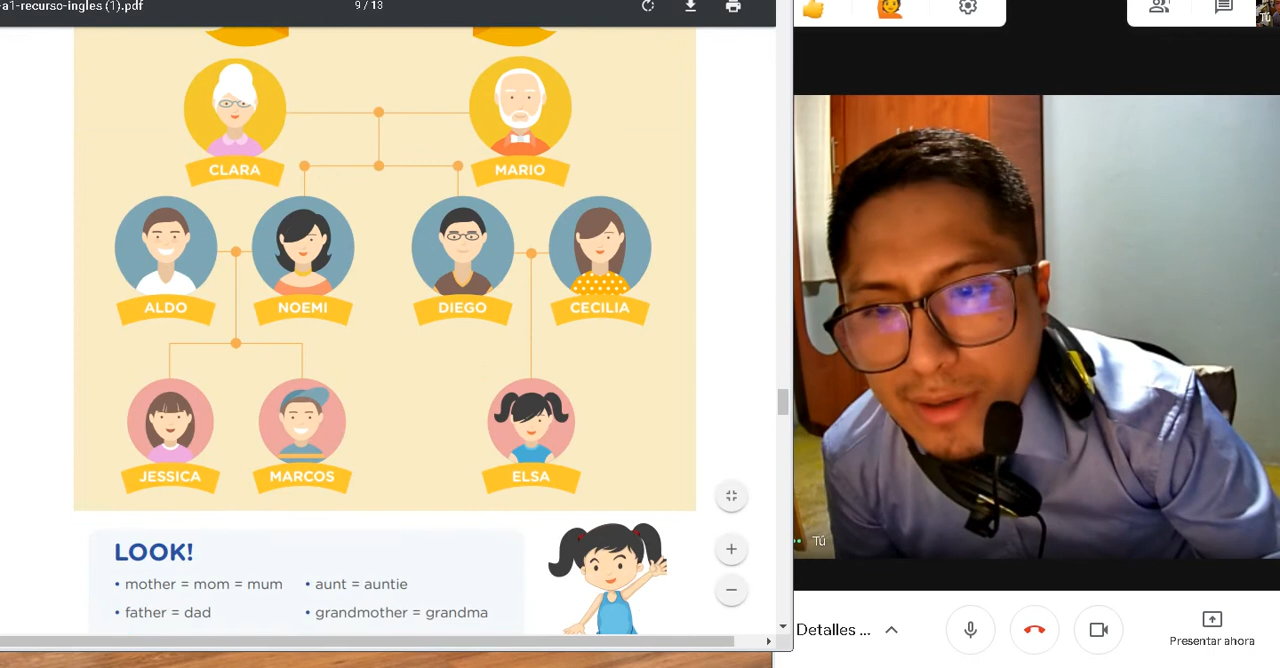 -a1-recurso-ingles (1).pdf
9 / 13
CLARA
MARIO
ALDO
NOEMI
DIEGO
CECILIA
JESSICA
MARCOS
ELSA
LOOK!
• mother = mom = mum
• aunt = auntie
• father = dad
• grandmother = grandma
Tú
Tú
Detalles ...
Presentar ahora